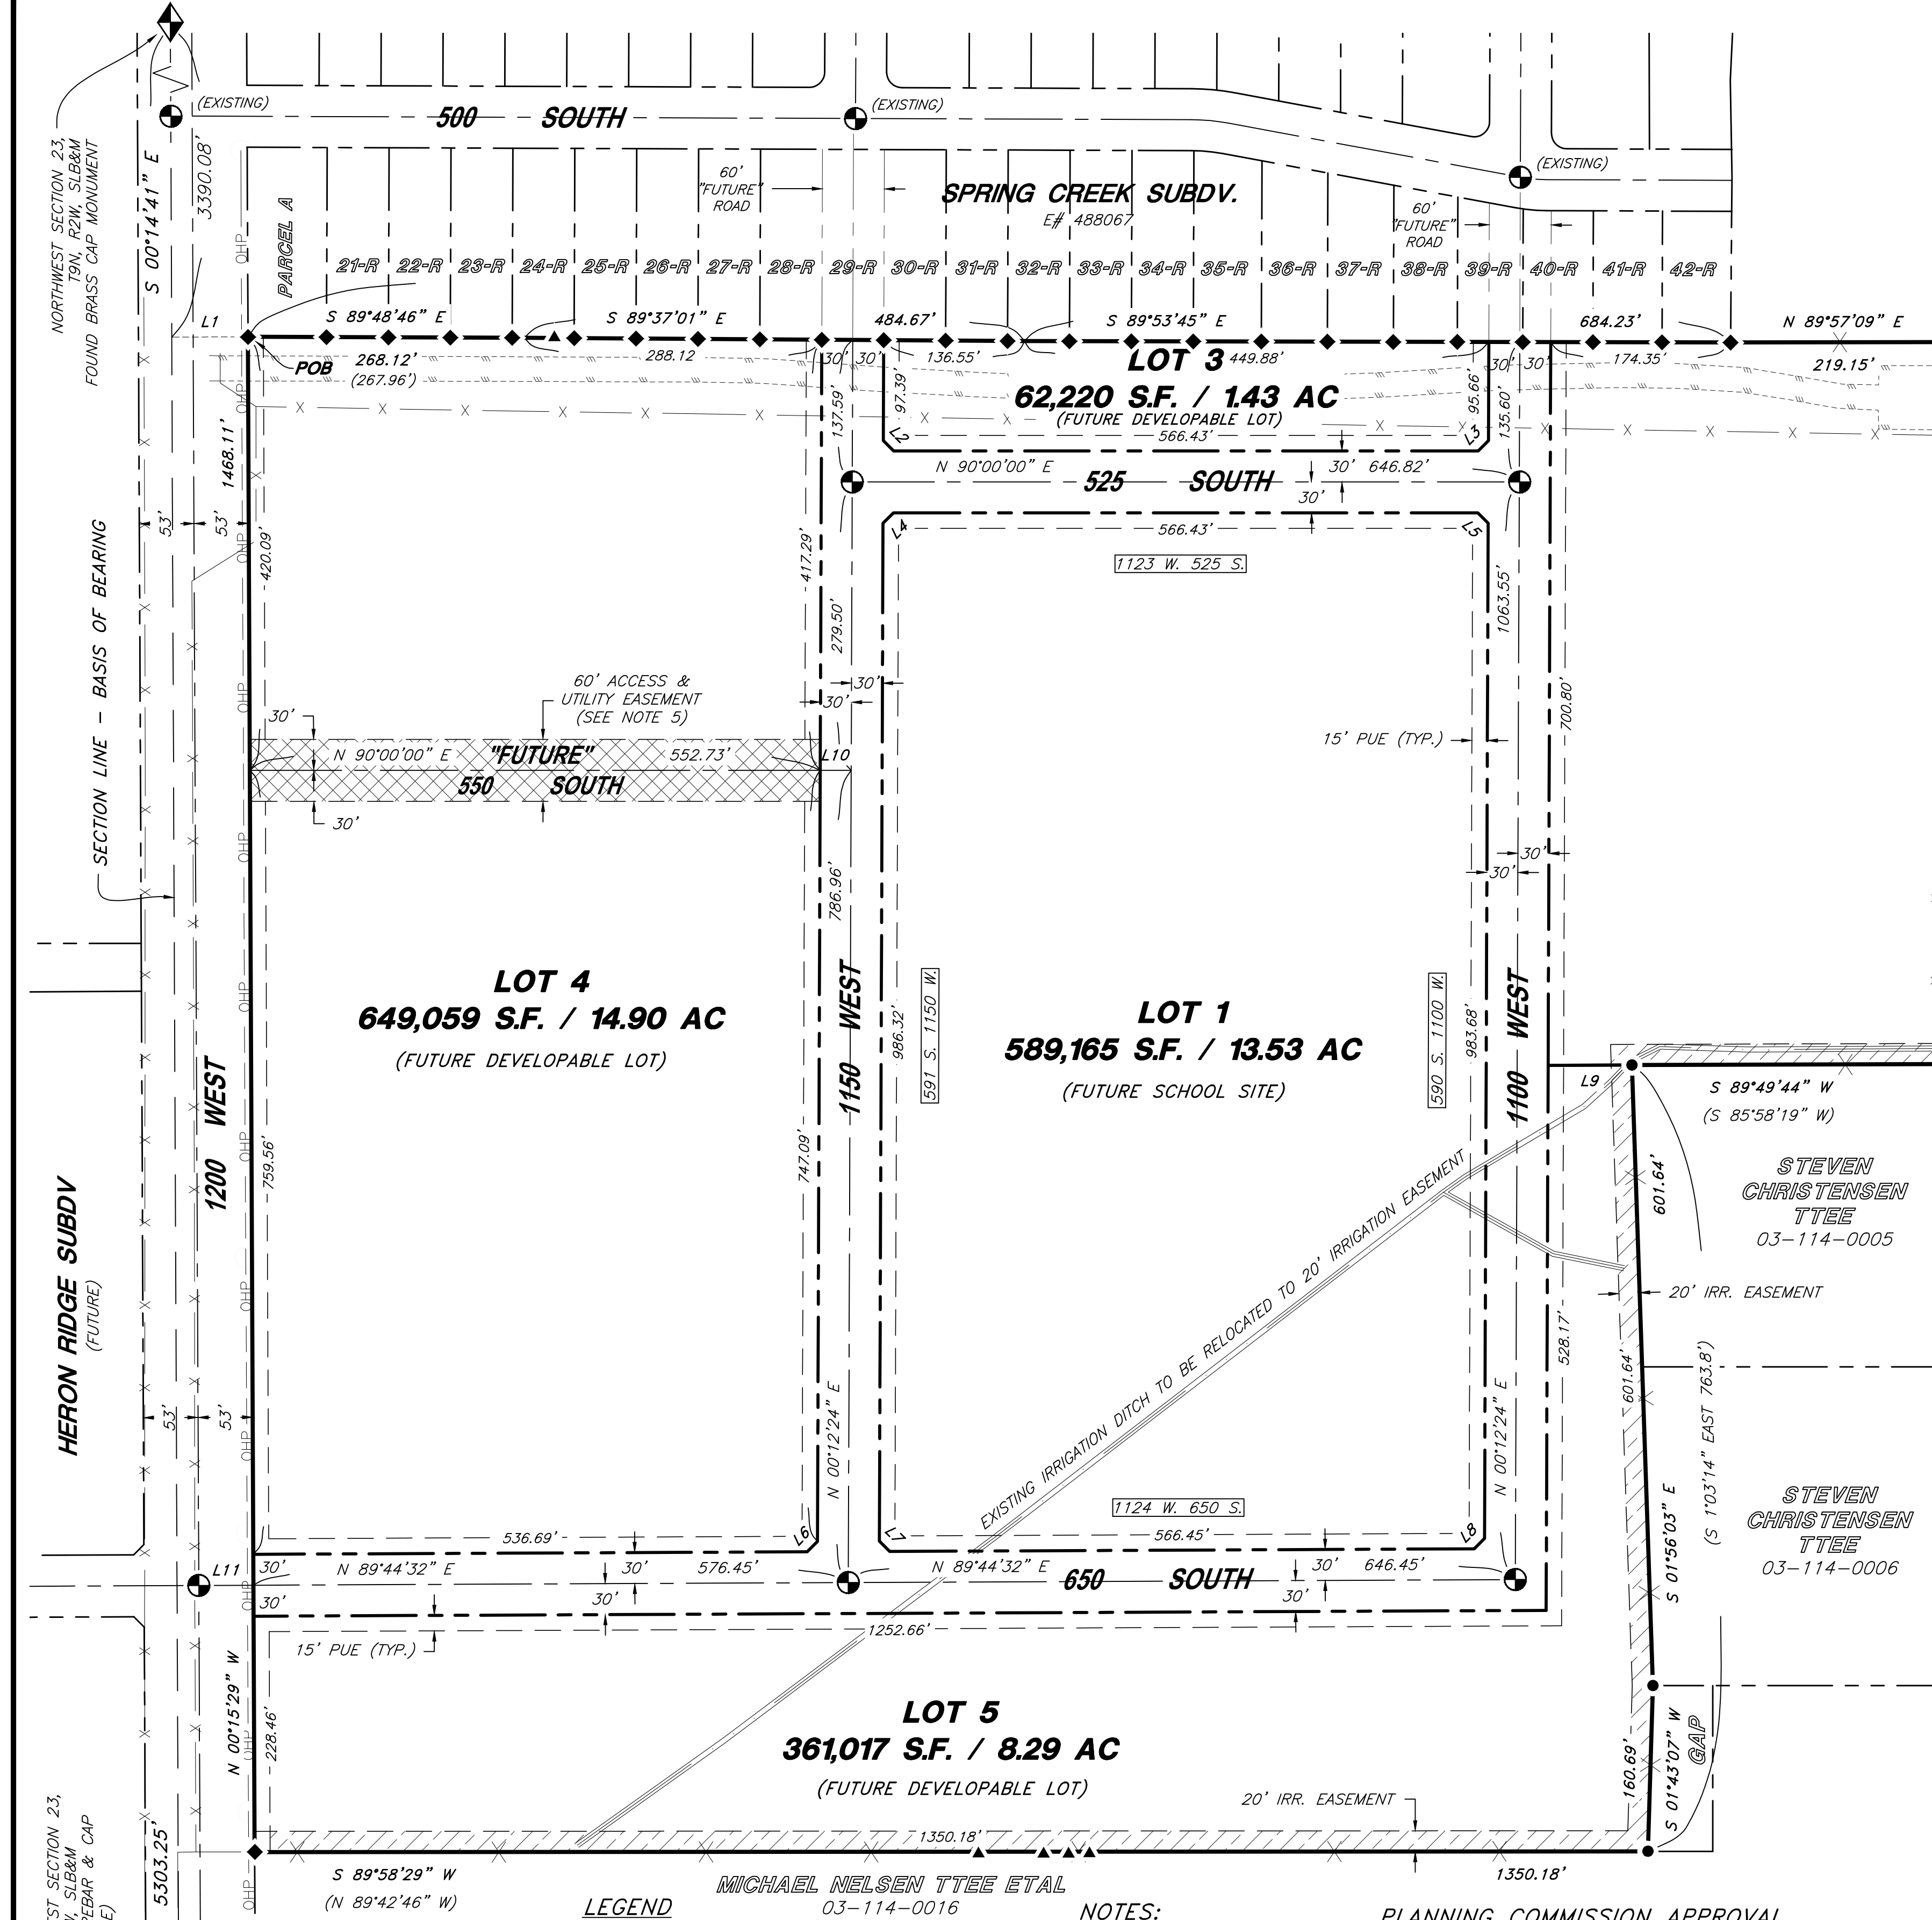 (EXISTING)
500 SOUTH
(EXISTING)
(EXISTING)
NORTHWEST SECTION 23,
T9N, R2W, SLB&M
FOUND BRASS CAP MONUMENT
S 00°14'41" E
3390.08'
PARCEL A
60'
"FUTURE"
ROAD
SPRING CREEK SUBDV.
E# 488067
60'
"FUTURE"
ROAD
21-R 22-R 23-R 24-R 25-R 26-R 27-R 28-R 29-R 30-R 31-R 32-R 33-R 34-R 35-R 36-R 37-R 38-R 39-R 40-R 41-R 42-R
OHP
L1
S 89°48'46" E
S 89°37'01" E
484.67'
S 89°53'45" E
684.23'
N 89°57'09" E
POB
268.12'
(267.96')
288.12
30' 30'
136.55'
LOT 3
449.88'
30' 30'
174.35'
219.15'
62,220 S.F. / 1.43 AC
(FUTURE DEVELOPABLE LOT)
566.43'
137.59'
97.39'
L2
95.66'
L3
135.60'
1468.11'
N 90°00'00" E
30' 646.82'
525 SOUTH
30'
53' 53'
420.09'
417.29'
L4
566.43'
L5
1123 W. 525 S.
279.50'
1063.55'
SECTION LINE - BASIS OF BEARING
60' ACCESS &
UTILITY EASEMENT
(SEE NOTE 5)
30'
30'
30'
700.80'
15' PUE (TYP.)
N 90°00'00" E
"FUTURE"
552.73'
L10
550 SOUTH
30'
30'
30'
786.96'
LOT 4
649,059 S.F. / 14.90 AC
(FUTURE DEVELOPABLE LOT)
1150 WEST
986.32'
591 S. 1150 W.
LOT 1
589,165 S.F. / 13.53 AC
(FUTURE SCHOOL SITE)
590 S. 1100 W.
983.68'
1100 WEST
L9
S 89°49'44" W
(S 85°58'19" W)
1200 WEST
759.56'
747.09'
HERON RIDGE SUBDV
(FUTURE)
EXISTING IRRIGATION DITCH TO BE RELOCATED TO 20' IRRIGATION EASEMENT
601.64'
STEVEN
CHRISTENSEN
TTEE
03-114-0005
20' IRR. EASEMENT
528.17'
601.64'
(S 1°03'14" EAST 763.8')
53' 53'
N 00°12'24" E
N 00°12'24" E
S 01°56'03" E
STEVEN
CHRISTENSEN
TTEE
03-114-0006
1124 W. 650 S.
536.69'
L6
L7
566.45'
L8
L11
30'
N 89°44'32" E
30'
576.45'
N 89°44'32" E
650 SOUTH
30'
646.45'
30'
30'
30'
1252.66'
15' PUE (TYP.)
N 00°15'29" W
228.46'
LOT 5
361,017 S.F. / 8.29 AC
(FUTURE DEVELOPABLE LOT)
20' IRR. EASEMENT
160.69'
S 01°43'07" W
GAP
1350.18'
5303.25'
EST SECTION 23,
SLB&M
REBAR & CAP
S 89°58'29" W
(N 89°42'46" W)
1350.18'
MICHAEL NELSEN TTEE ETAL
03-114-0016
LEGEND
NOTES:
PLANNING COMMISSION APPROVAL